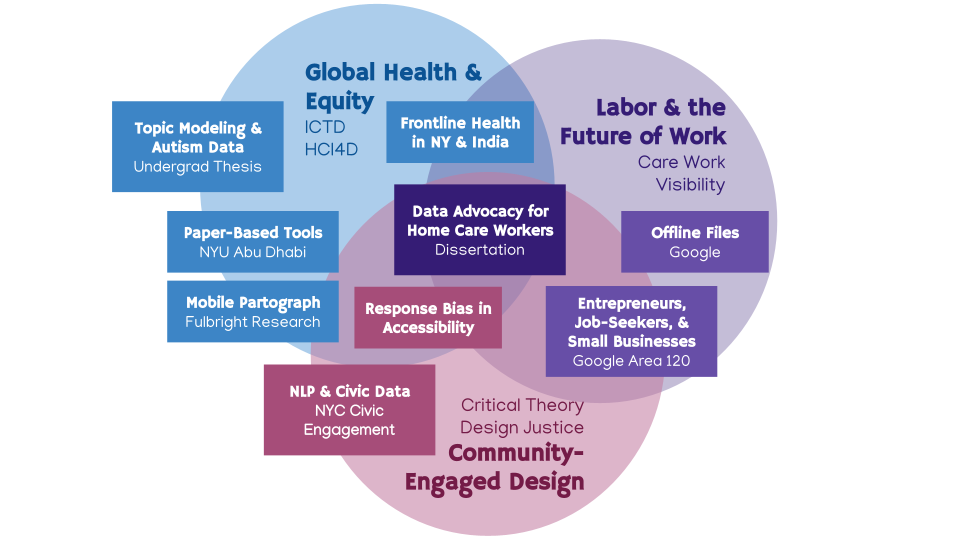 Global Health &
Equity
ICTD
HCI4D
Labor & the
Future of Work
Care Work
Visibility
Topic Modeling &
Autism Data
Undergrad Thesis
Frontline Health
in NY & India
Paper-Based Tools
NYU Abu Dhabi
Data Advocacy for
Home Care Workers
Dissertation
Offline Files
Google
Mobile Partograph
Fulbright Research
Response Bias in
Accessibility
Entrepreneurs,
Job-Seekers, &
Small Businesses
Google Area 120
NLP & Civic Data
NYC Civic
Engagement
Critical Theory
Design Justice
Community-
Engaged Design